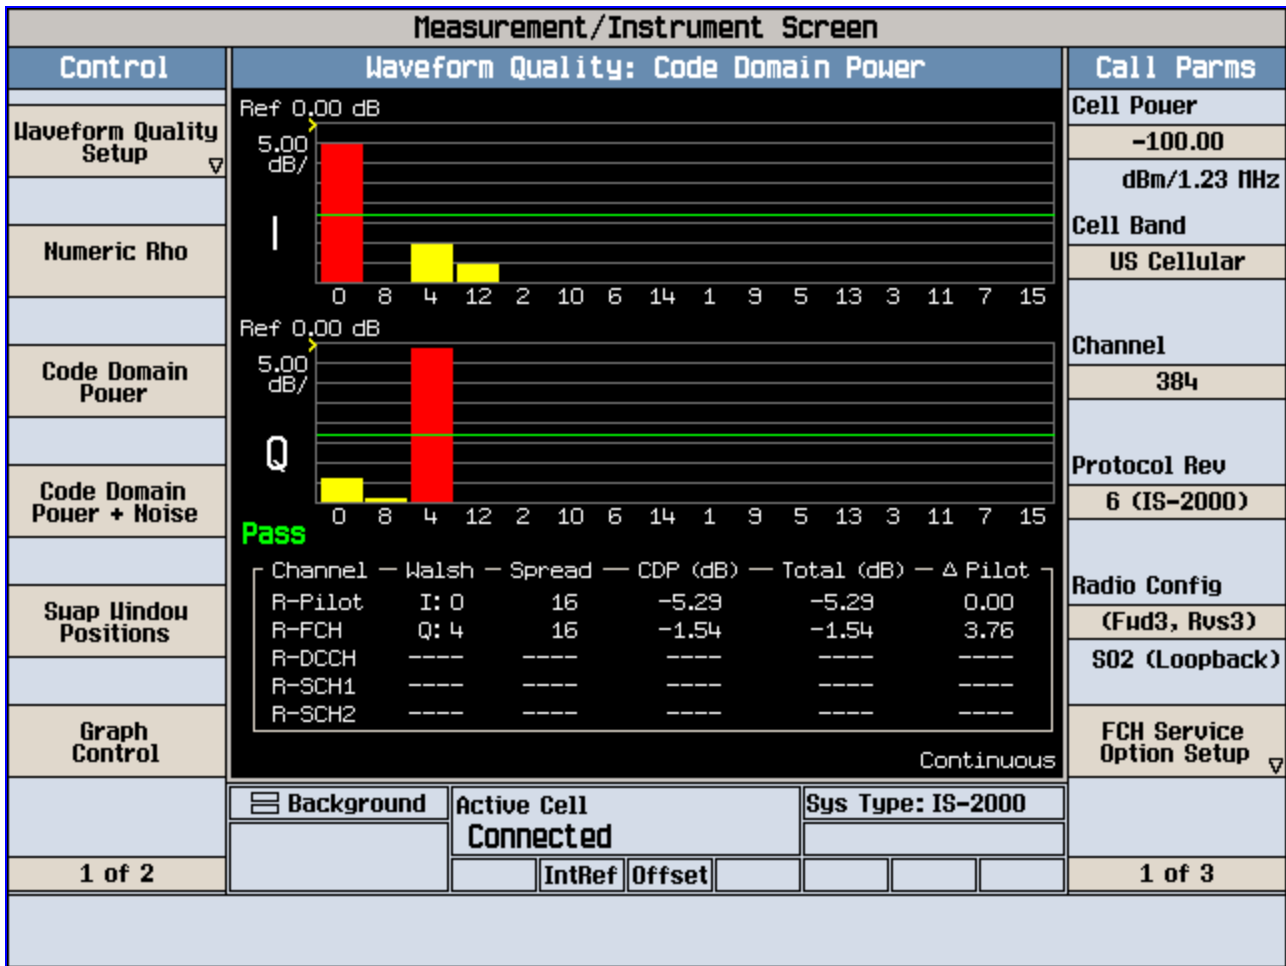 Measurement/Instrument Screen
Control
Waveform Quality Setup
Numeric Rho
Code Domain Power
Code Domain Power + Noise
Swap Window Positions
Graph Control
1 of 2
Waveform Quality: Code Domain Power
Ref 0.00 dB
5.00 dB/
I
0 8 4 12 2 10 6 14 1 9 5 13 3 11 7 15
Ref 0.00 dB
5.00 dB/
Q
0 8 4 12 2 10 6 14 1 9 5 13 3 11 7 15
Pass
Channel — Walsh — Spread — CDP (dB) — Total (dB) — Δ Pilot
R-Pilot I: 0 16 -5.29 -5.29 0.00
R-FCH Q: 4 16 -1.54 -1.54 3.76
R-DCCH ---- ---- ---- ---- ----
R-SCH1 ---- ---- ---- ---- ----
R-SCH2 ---- ---- ---- ---- ----
Continuous
Background
Active Cell
Connected
Sys Type: IS-2000
IntRef Offset
Call Parms
Cell Power
-100.00
dBm/1.23 MHz
Cell Band
US Cellular
Channel
384
Protocol Rev
6 (IS-2000)
Radio Config
(Fwd3, Rvs3)
SO2 (Loopback)
FCH Service Option Setup
1 of 3